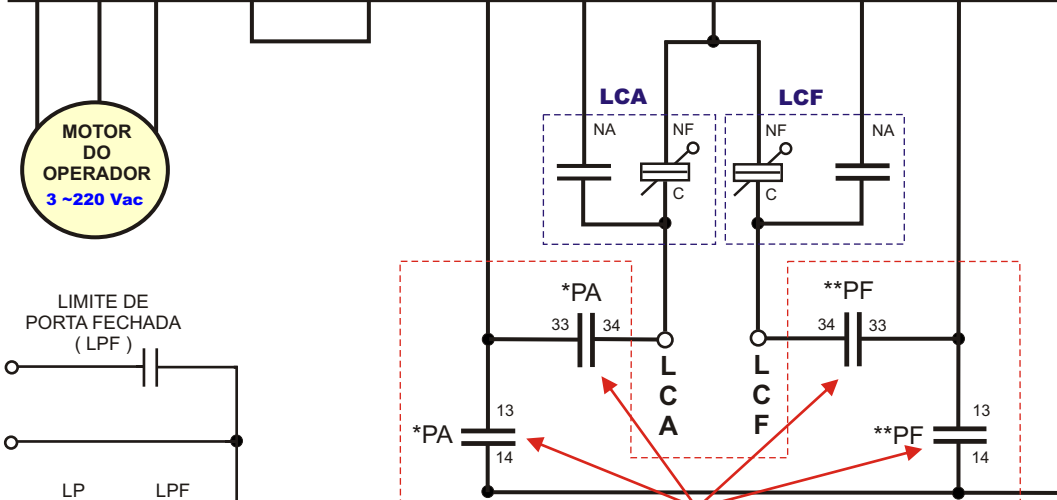 LCA
LCF
NA
NF
NF
NA
C
C
MOTOR
DO
OPERADOR
3 ~220 Vac
*PA
**PF
33
34
34
33
LIMITE DE
PORTA FECHADA
( LPF )
L
C
A
L
C
F
13
*PA
14
13
**PF
14
LP
LPF